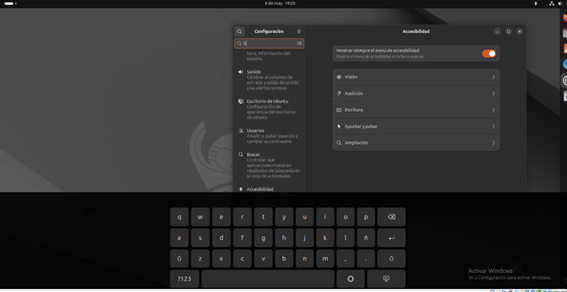 6 de may 19:00
Configuración
Accesibilidad
hora, información del
sistema
Sonido
Cambiar el volumen de
entrada y salida de sonido
y las alertas sonoras
Escritorio de Ubuntu
Configuración de
apariencia del escritorio
de Ubuntu
Usuarios
Añadir o quitar usuarios y
cambiar su contraseña
Buscar
Controlar qué
aplicaciones muestran
resultados de búsqueda en
la vista de actividades
Accesibilidad
Mostrar siempre el menú de accesibilidad
Mostrar el menú de accesibilidad en la barra superior
Visión
Audición
Escritura
Apuntar y pulsar
Ampliación
q w e r t y u i o p
a s d f g h j k l ñ
z x c v b n m , .
?123
Activar Windows
Ve a Configuración para activar Windows.